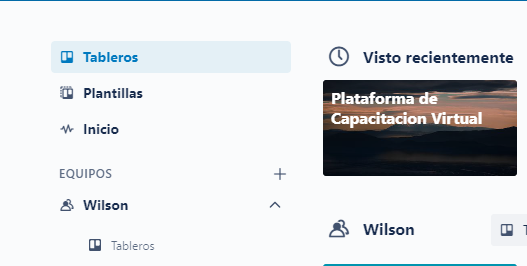 Tableros
Plantillas
Inicio
EQUIPOS
Wilson
Tableros
Visto recientemente
Plataforma de
Capacitacion Virtual
Wilson